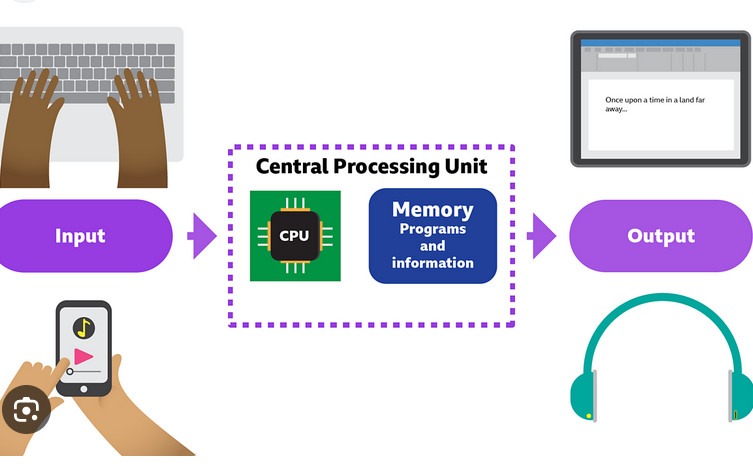 Once upon a time in a land far
away...
Central Processing Unit
Input
CPU
Memory
Programs
and
information
Output